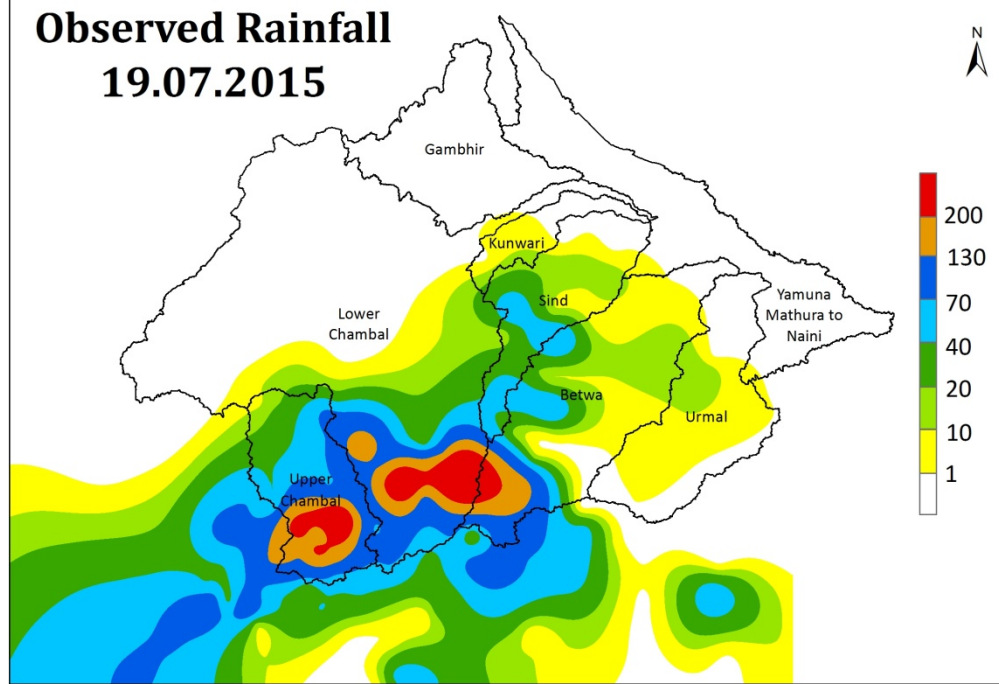 Observed Rainfall
19.07.2015
N
Gambhir
Kunwari
Sind
Lower
Chambal
Yamuna
Mathura to
Naini
Betwa
Urmal
Upper
Chambal
200
130
70
40
20
10
1